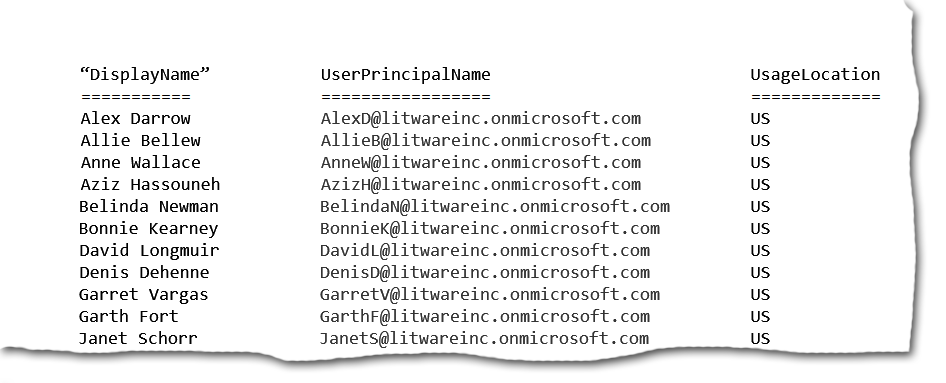 “DisplayName” UserPrincipalName UsageLocation
=========== ================= =============
Alex Darrow AlexD@litwareinc.onmicrosoft.com US
Allie Bellew AllieB@litwareinc.onmicrosoft.com US
Anne Wallace AnneW@litwareinc.onmicrosoft.com US
Aziz Hassouneh AzizH@litwareinc.onmicrosoft.com US
Belinda Newman BelindaN@litwareinc.onmicrosoft.com US
Bonnie Kearney BonnieK@litwareinc.onmicrosoft.com US
David Longmuir DavidL@litwareinc.onmicrosoft.com US
Denis Dehenne DenisD@litwareinc.onmicrosoft.com US
Garret Vargas GarretV@litwareinc.onmicrosoft.com US
Garth Fort GarthF@litwareinc.onmicrosoft.com US
Janet Schorr JanetS@litwareinc.onmicrosoft.com US